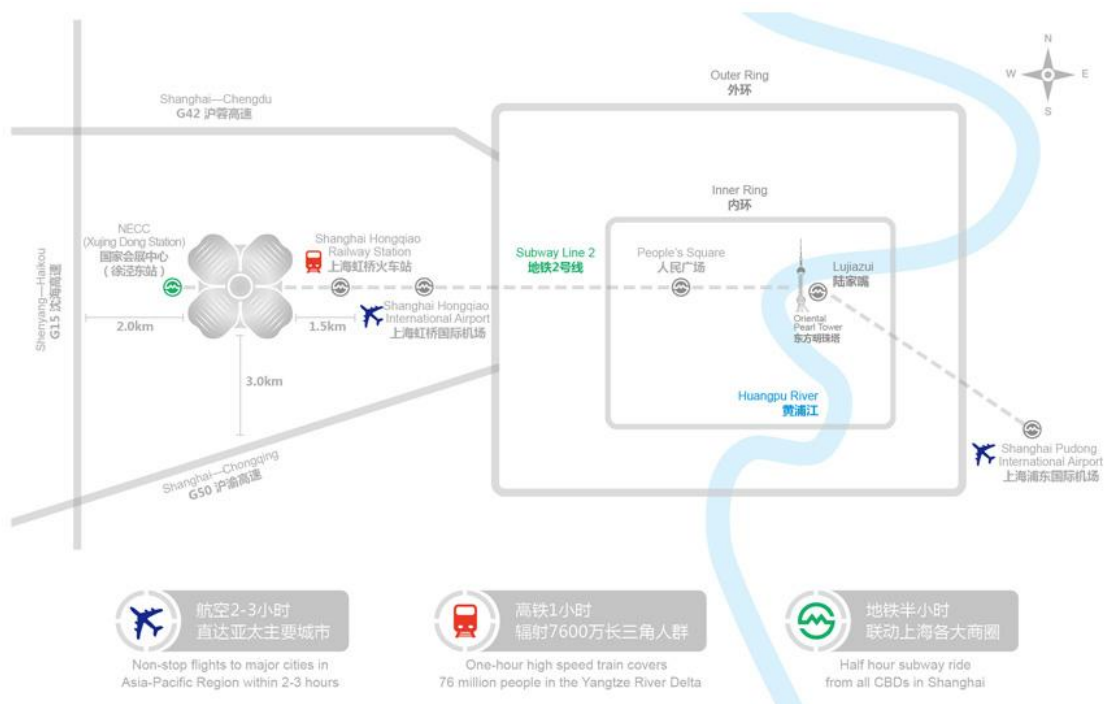 N
W
E
S
Outer Ring
外环
Shanghai—Chengdu
G42 沪蓉高速
Inner Ring
内环
NECC
(Xujing Dong Station)
国家会展中心
（徐泾东站）
Shanghai Hongqiao
Railway Station
上海虹桥火车站
Subway Line 2
地铁2号线
People's Square
人民广场
Lujiazui
陆家嘴
Shenyang—Haikou
G15 沈海高速
2.0km
1.5km
Shanghai Hongqiao
International Airport
上海虹桥国际机场
Oriental
Pearl Tower
东方明珠塔
3.0km
Huangpu River
黄浦江
Shanghai—Chongqing
G50 沪渝高速
Shanghai Pudong
International Airport
上海浦东国际机场
航空2-3小时
直达亚太主要城市
Non-stop flights to major cities in
Asia-Pacific Region within 2-3 hours
高铁1小时
辐射7600万长三角人群
One-hour high speed train covers
76 million people in the Yangtze River Delta
地铁半小时
联动上海各大商圈
Half hour subway ride
from all CBDs in Shanghai